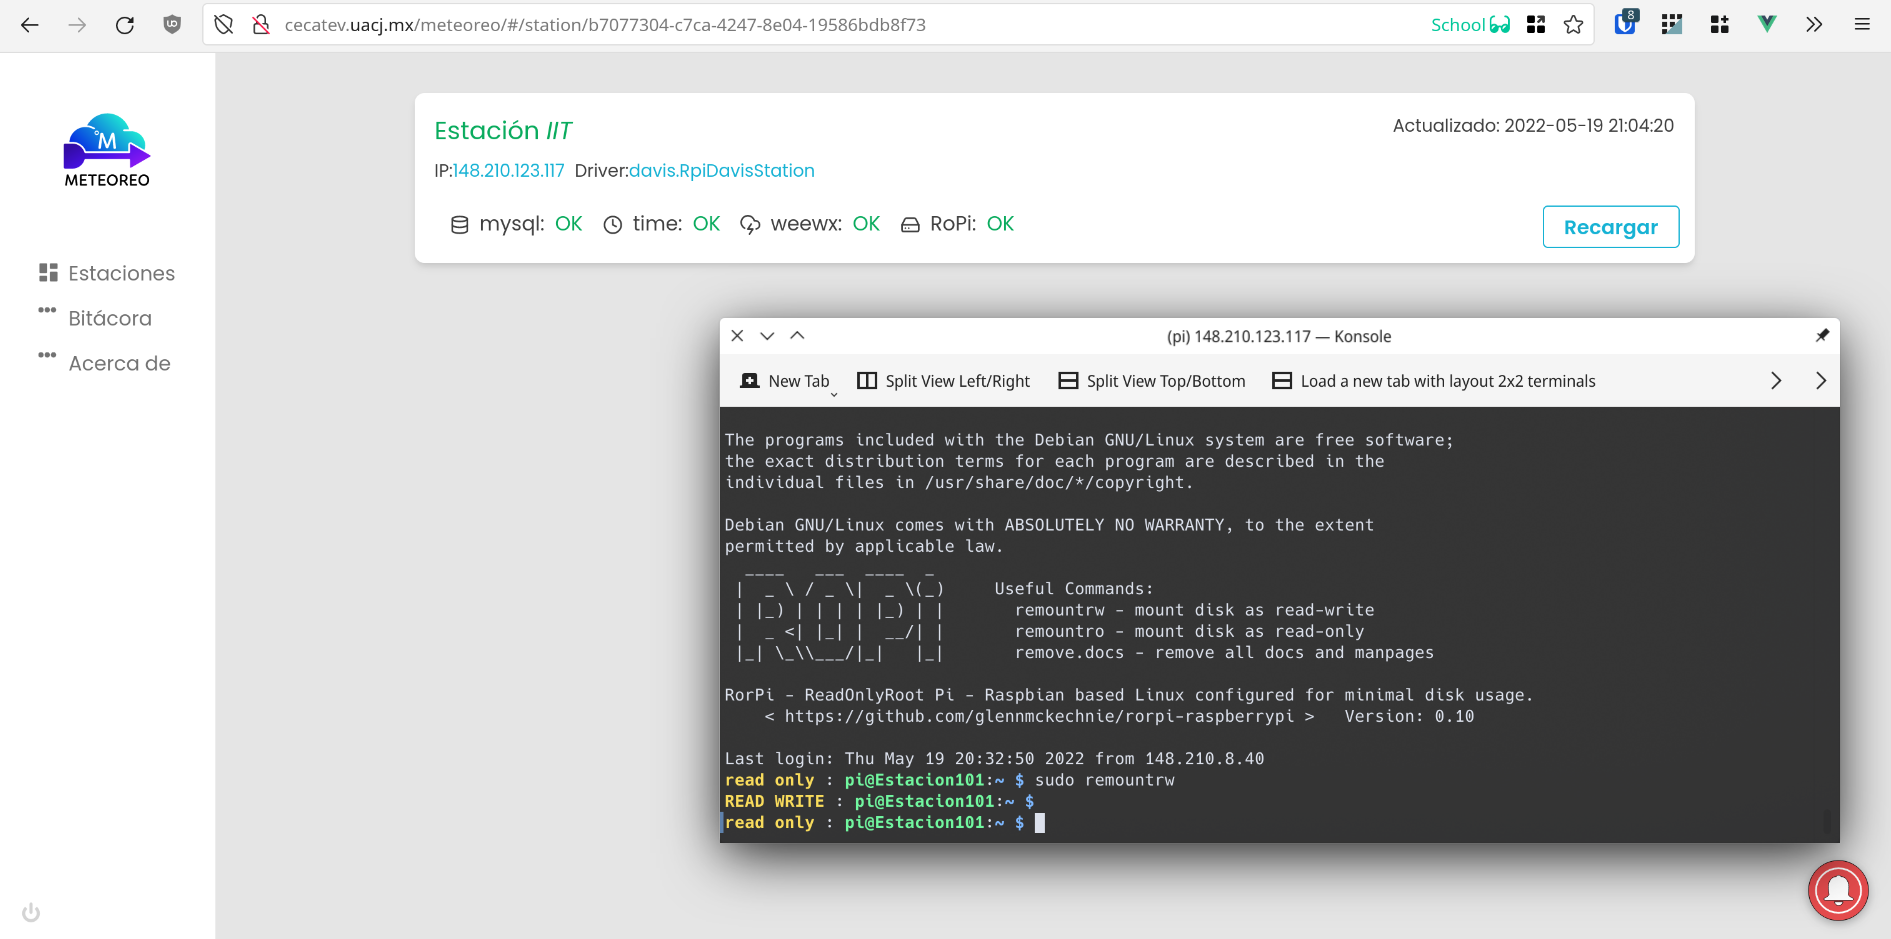 cecatev.uacj.mx/meteoreo/#/station/b7077304-c7ca-4247-8e04-19586bdb8f73
School
8
°M
METEOREO
Estaciones
Bitácora
Acerca de
Estación IIT
Actualizado: 2022-05-19 21:04:20
IP:148.210.123.117 Driver:davis.RpiDavisStation
mysql: OK time: OK weewx: OK RoPi: OK
Recargar
(pi) 148.210.123.117 — Konsole
New Tab Split View Left/Right Split View Top/Bottom Load a new tab with layout 2x2 terminals
The programs included with the Debian GNU/Linux system are free software;
the exact distribution terms for each program are described in the
individual files in /usr/share/doc/*/copyright.
Debian GNU/Linux comes with ABSOLUTELY NO WARRANTY, to the extent
permitted by applicable law.
 ____   ___  ____  _
|  _ \ / _ \|  _ \(_)     Useful Commands:
| |_) | | | | |_) | |       remountrw - mount disk as read-write
|  _ <| |_| |  __/| |       remountro - mount disk as read-only
|_| \_\\___/|_|   |_|       remove.docs - remove all docs and manpages
RorPi - ReadOnlyRoot Pi - Raspbian based Linux configured for minimal disk usage.
< https://github.com/glennmckechnie/rorpi-raspberrypi > Version: 0.10
Last login: Thu May 19 20:32:50 2022 from 148.210.8.40
read only : pi@Estacion101:~ $ sudo remountrw
READ WRITE : pi@Estacion101:~ $
read only : pi@Estacion101:~ $